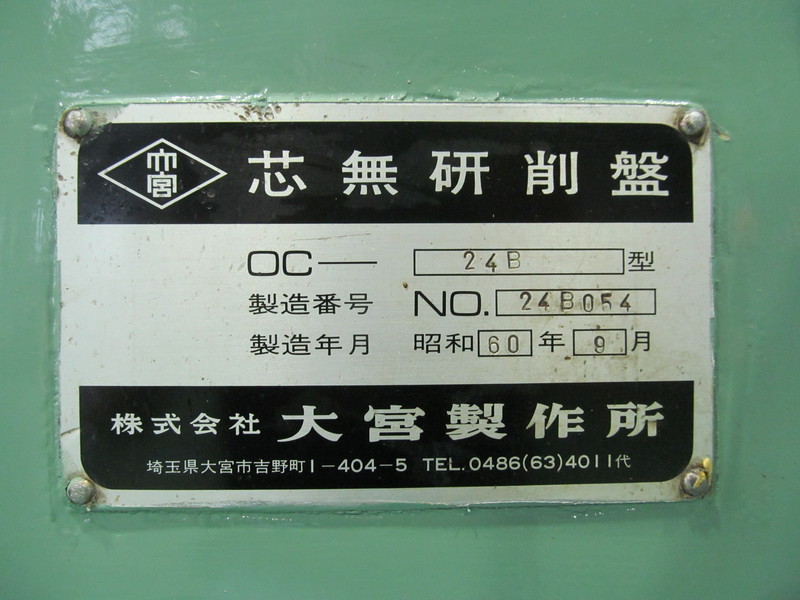 大宮 芯無研削盤
OC— 24B 型
製造番号 NO. 24B054
製造年月 昭和 60 年 9 月
株式会社 大宮製作所
埼玉県大宮市吉野町1-404-5 TEL.0486(63)4011代